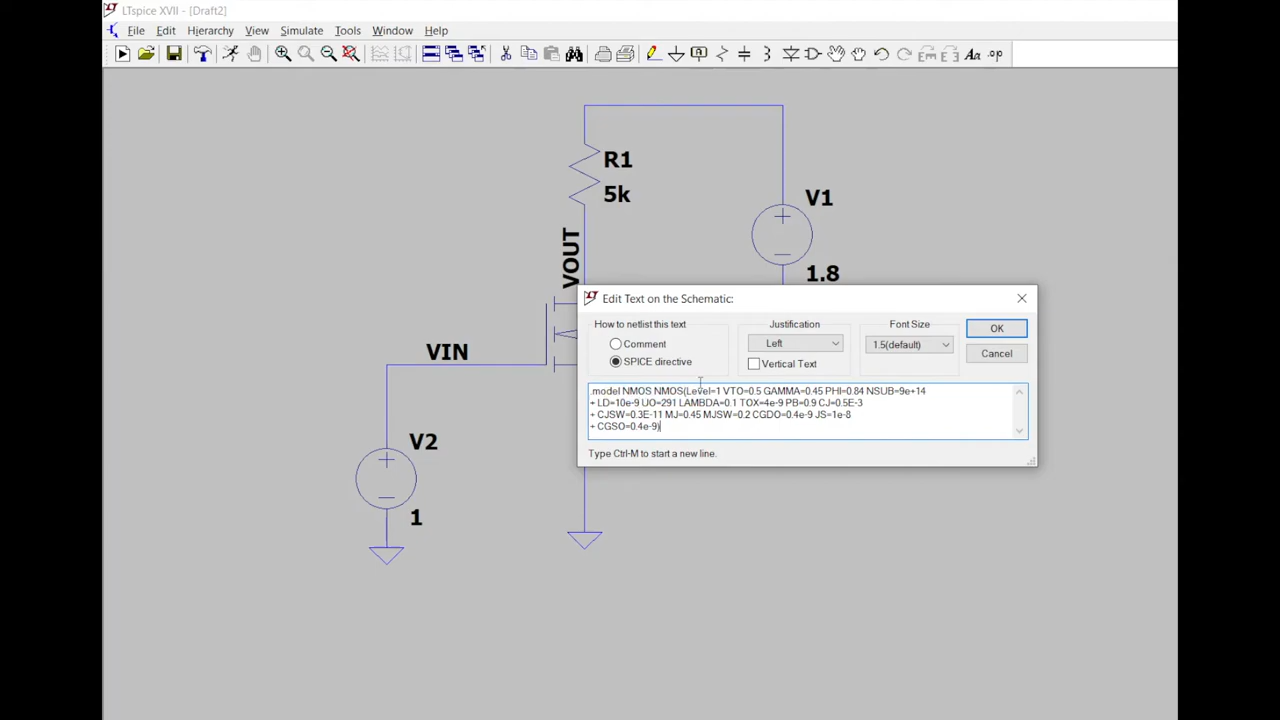 LTspice XVII - [Draft2]
File Edit Hierarchy View Simulate Tools Window Help
Aa .op
R1
5k
V1
1.8
VOUT
VIN
V2
1
Edit Text on the Schematic:
How to netlist this text
Comment
SPICE directive
Justification
Left
Vertical Text
Font Size
1.5(default)
OK
Cancel
.model NMOS NMOS(Level=1 VTO=0.5 GAMMA=0.45 PHI=0.84 NSUB=9e+14
+ LD=10e-9 UO=291 LAMBDA=0.1 TOX=4e-9 PB=0.9 CJ=0.5E-3
+ CJSW=0.3E-11 MJ=0.45 MJSW=0.2 CGDO=0.4e-9 JS=1e-8
+ CGSO=0.4e-9)
Type Ctrl-M to start a new line.